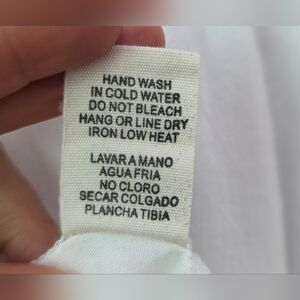 HAND WASH
IN COLD WATER
DO NOT BLEACH
HANG OR LINE DRY
IRON LOW HEAT
LAVAR A MANO
AGUA FRIA
NO CLORO
SECAR COLGADO
PLANCHA TIBIA